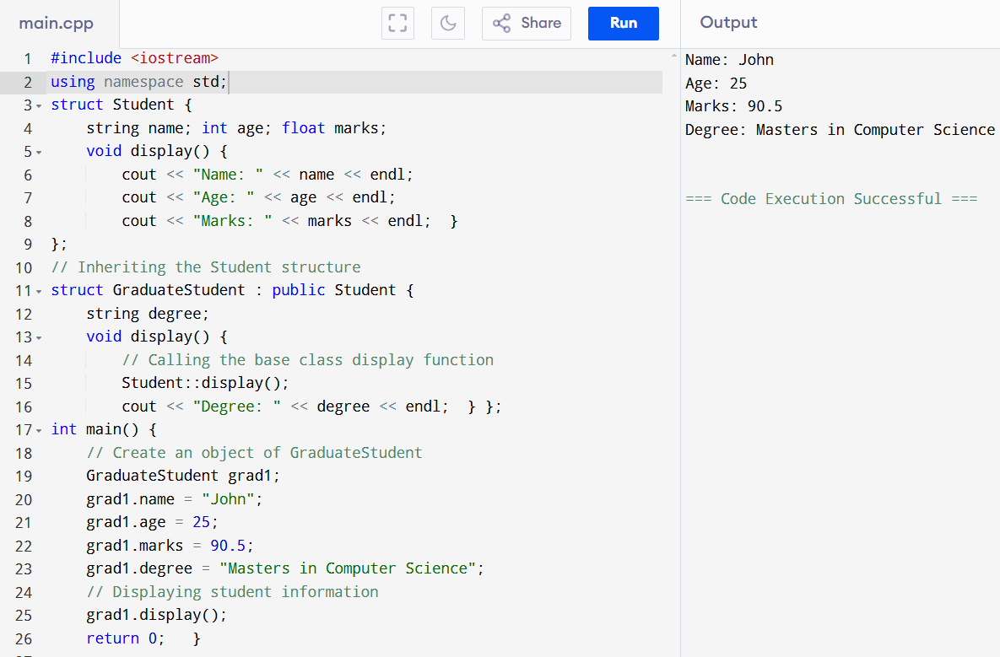 main.cpp Share Run Output
1 #include <iostream>
2 using namespace std;
3 struct Student {
4     string name; int age; float marks;
5     void display() {
6         cout << "Name: " << name << endl;
7         cout << "Age: " << age << endl;
8         cout << "Marks: " << marks << endl;  }
9 };
10 // Inheriting the Student structure
11 struct GraduateStudent : public Student {
12     string degree;
13     void display() {
14         // Calling the base class display function
15         Student::display();
16         cout << "Degree: " << degree << endl;  } };
17 int main() {
18     // Create an object of GraduateStudent
19     GraduateStudent grad1;
20     grad1.name = "John";
21     grad1.age = 25;
22     grad1.marks = 90.5;
23     grad1.degree = "Masters in Computer Science";
24     // Displaying student information
25     grad1.display();
26     return 0;   }
Name: John
Age: 25
Marks: 90.5
Degree: Masters in Computer Science
=== Code Execution Successful ===